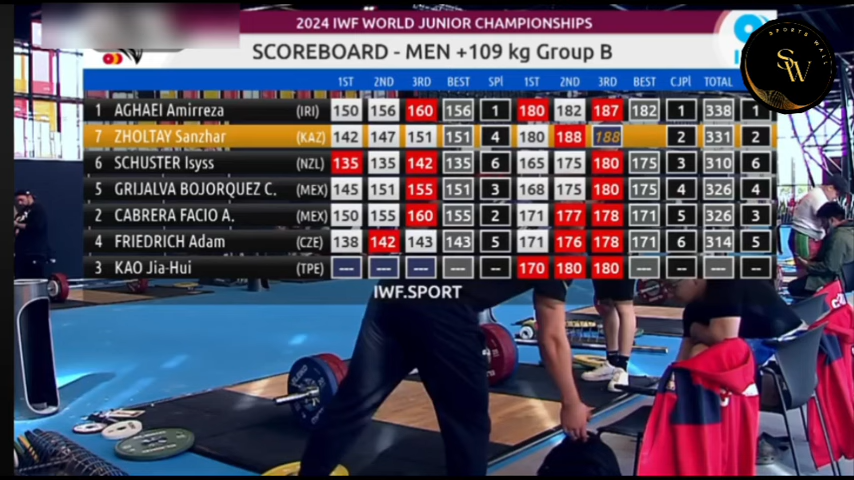 2024 IWF WORLD JUNIOR CHAMPIONSHIPS
SCOREBOARD - MEN +109 kg Group B
1ST 2ND 3RD BEST SPl 1ST 2ND 3RD BEST CJPl TOTAL
1 AGHAEI Amirreza (IRI) 150 156 160 156 1 180 182 187 182 1 338 1
7 ZHOLTAY Sanzhar (KAZ) 142 147 151 151 4 180 188 188 2 331 2
6 SCHUSTER Isyss (NZL) 135 135 142 135 6 165 175 180 175 3 310 6
5 GRIJALVA BOJORQUEZ C. (MEX) 145 151 155 151 3 168 175 180 175 4 326 4
2 CABRERA FACIO A. (MEX) 150 155 160 155 2 171 177 178 171 5 326 3
4 FRIEDRICH Adam (CZE) 138 142 143 143 5 171 176 178 171 6 314 5
3 KAO Jia-Hui (TPE) --- --- --- --- -- 170 180 180 --- -- --- --
IWF.SPORT
SPORTS WELL
SW